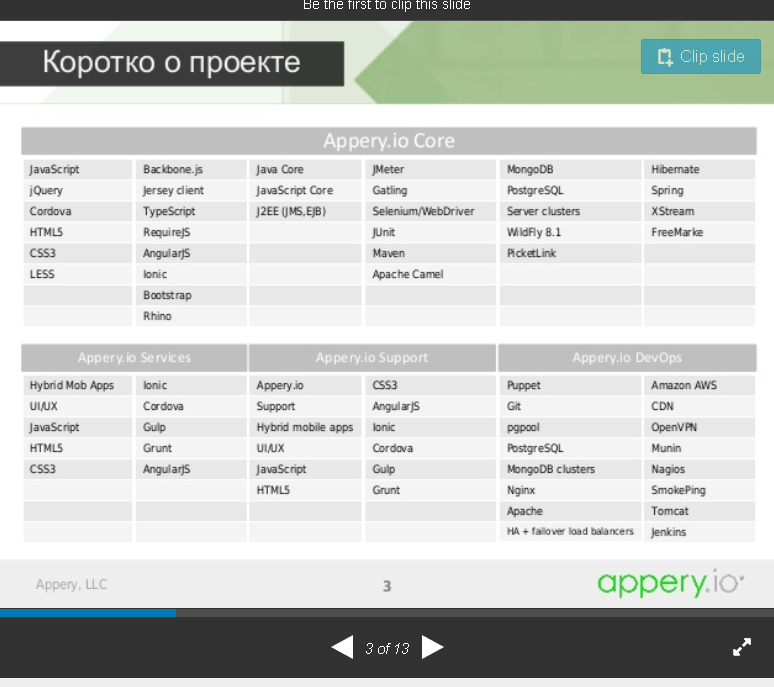 Be the first to clip this slide
Коротко о проекте
Clip slide
Appery.io Core
JavaScript Backbone.js Java Core JMeter MongoDB Hibernate
jQuery Jersey client JavaScript Core Gatling PostgreSQL Spring
Cordova TypeScript J2EE (JMS,EJB) Selenium/WebDriver Server clusters XStream
HTML5 RequireJS JUnit WildFly 8.1 FreeMarke
CSS3 AngularJS Maven PicketLink
LESS Ionic Apache Camel
Bootstrap
Rhino
Appery.io Services Appery.io Support Appery.io DevOps
Hybrid Mob Apps Ionic Appery.io CSS3 Puppet Amazon AWS
UI/UX Cordova Support AngularJS Git CDN
JavaScript Gulp Hybrid mobile apps Ionic pgpool OpenVPN
HTML5 Grunt UI/UX Cordova PostgreSQL Munin
CSS3 AngularJS JavaScript Gulp MongoDB clusters Nagios
HTML5 Grunt Nginx SmokePing
Apache Tomcat
HA + failover load balancers Jenkins
Appery, LLC 3 appery.io
3 of 13